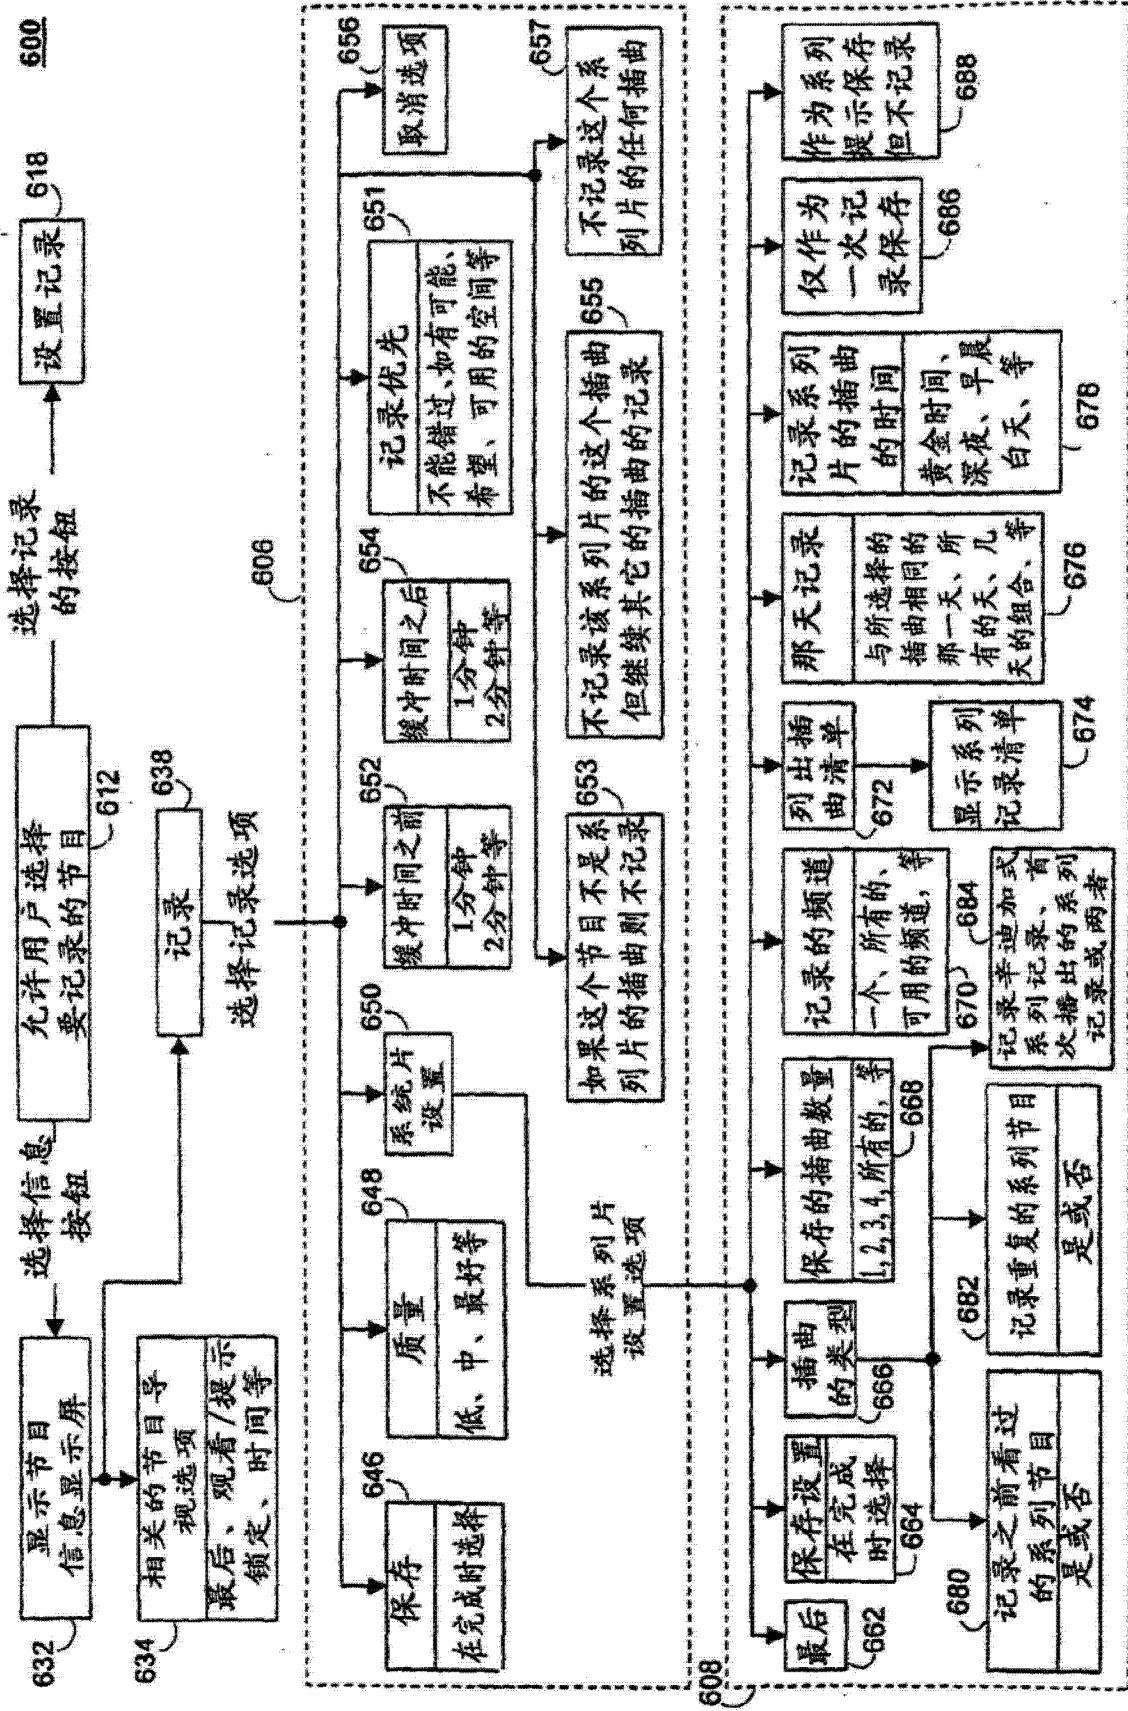 600
允许用户选择
要记录的节目
612
选择信息
按钮
选择记录
的按钮
设置记录
618
显示节目
信息显示屏
632
相关的节目导
视选项
最后、观看/提示
锁定、时间等
634
记录
638
选择记录选项
606
保存
在完成时选择
646
质量
低、中、最好等
648
系统片
设置
650
缓冲时间之前
1分钟
2分钟等
652
缓冲时间之后
1分钟
2分钟等
654
记录优先
不能错过、如有可能、
希望、可用的空间等
651
取消选项
656
如果这个节目不是系
列片的插曲则不记录
653
不记录该系列片的这个插曲
但继续其它的插曲的记录
655
不记录这个系
列片的任何插曲
657
选择系列片
设置选项
608
最后
662
保存设置
在完成
时选择
664
插曲
的类型
666
保存的插曲数量
1,2,3,4,所有的,等
668
记录的频道
一个、所有的、
可用的频道,等
670
列出插
曲清单
672
显示系列
记录清单
674
那天记录
与所选择的
插曲相同的
那一天、所
有的天、几
天的组合、等
676
记录系列
片的插曲
的时间
黄金时间、
深夜、早晨
白天、等
678
仅作为
一次记
录保存
686
作为系列
提示保存
但不记录
688
记录之前看过
的系列节目
是或否
680
记录重复的系列节目
是或否
682
记录辛迪加式
系列记录、首
次播出的系列
记录或两者
684